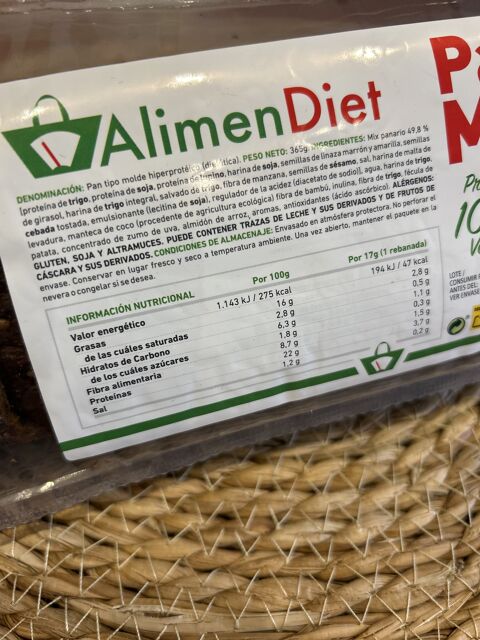 AlimenDiet
P
M
Pr
10
V
DENOMINACIÓN: Pan tipo molde hiperprotéico PESO NETO: 365g. INGREDIENTES: Mix panario 49,8 %
(proteína de trigo, proteína de soja, proteína de harina de soja, semillas de linaza marrón y amarilla, semillas
de girasol, harina de trigo integral, salvado de trigo, fibra de manzana, semillas de sésamo, sal, harina de malta de
cebada tostada, emulsionante (lecitina de soja), regulador de la acidez (diacetato de sodio)), agua, harina de trigo,
levadura, manteca de coco (procedente de agricultura ecológica) fibra de bambú, inulina, fibra de trigo, fécula de
patata, concentrado de zumo de uva, almidón de arroz, aromas, antioxidantes (ácido ascórbico). ALÉRGENOS:
GLUTEN, SOJA Y ALTRAMUCES. PUEDE CONTENER TRAZAS DE LECHE Y SUS DERIVADOS Y DE FRUTOS DE
CÁSCARA Y SUS DERIVADOS. CONDICIONES DE ALMACENAJE: Envasado en atmósfera protectora. No perforar el
envase. Conservar en lugar fresco y seco a temperatura ambiente. Una vez abierto, mantener el paquete en la
nevera o congelar si se desea.
INFORMACIÓN NUTRICIONAL Por 100g Por 17g (1 rebanada)
Valor energético 1.143 kJ / 275 kcal 194 kJ / 47 kcal
Grasas 16 g 2,8 g
de las cuáles saturadas 2,8 g 0,5 g
Hidratos de Carbono 6,3 g 1,1 g
de los cuáles azúcares 1,8 g 0,3 g
Fibra alimentaria 8,7 g 1,5 g
Proteínas 22 g 3,7 g
Sal 1,2 g 0,2 g
LOTE/
CONSUMIR
ANTES DEL:
VER ENVASE